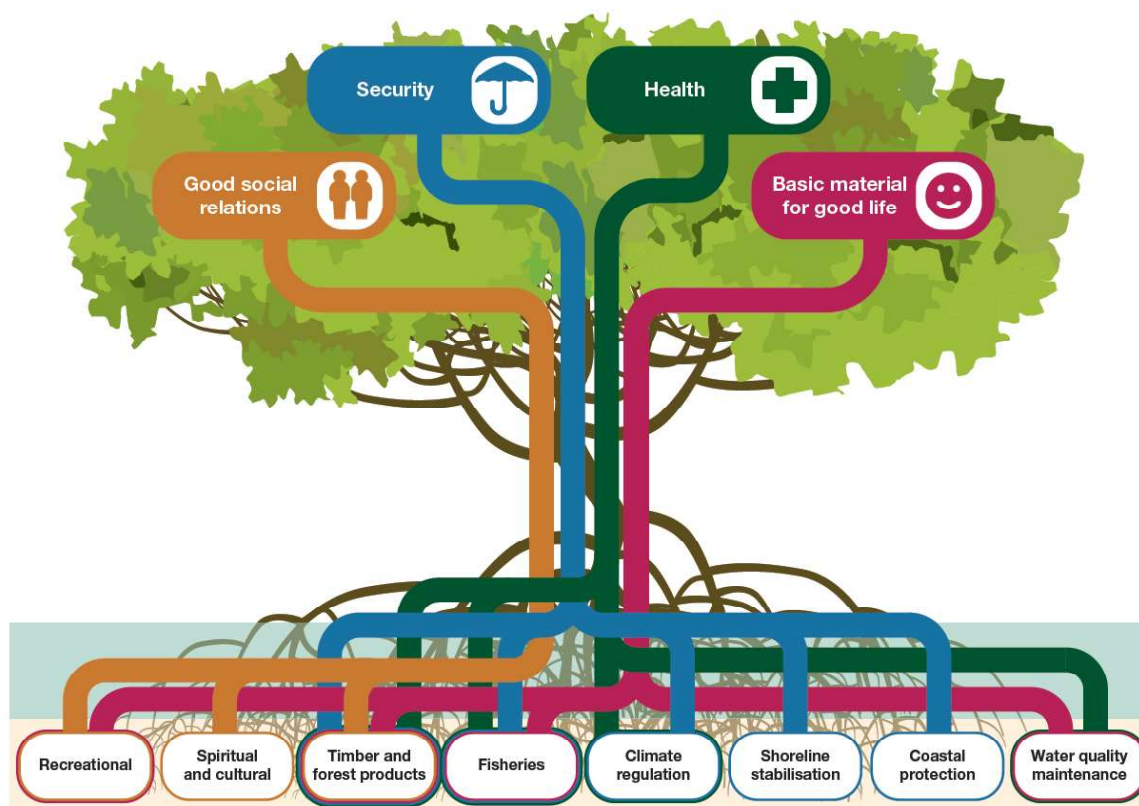 Security
Health
Good social
relations
Basic material
for good life
Recreational
Spiritual
and cultural
Timber and
forest products
Fisheries
Climate
regulation
Shoreline
stabilisation
Coastal
protection
Water quality
maintenance